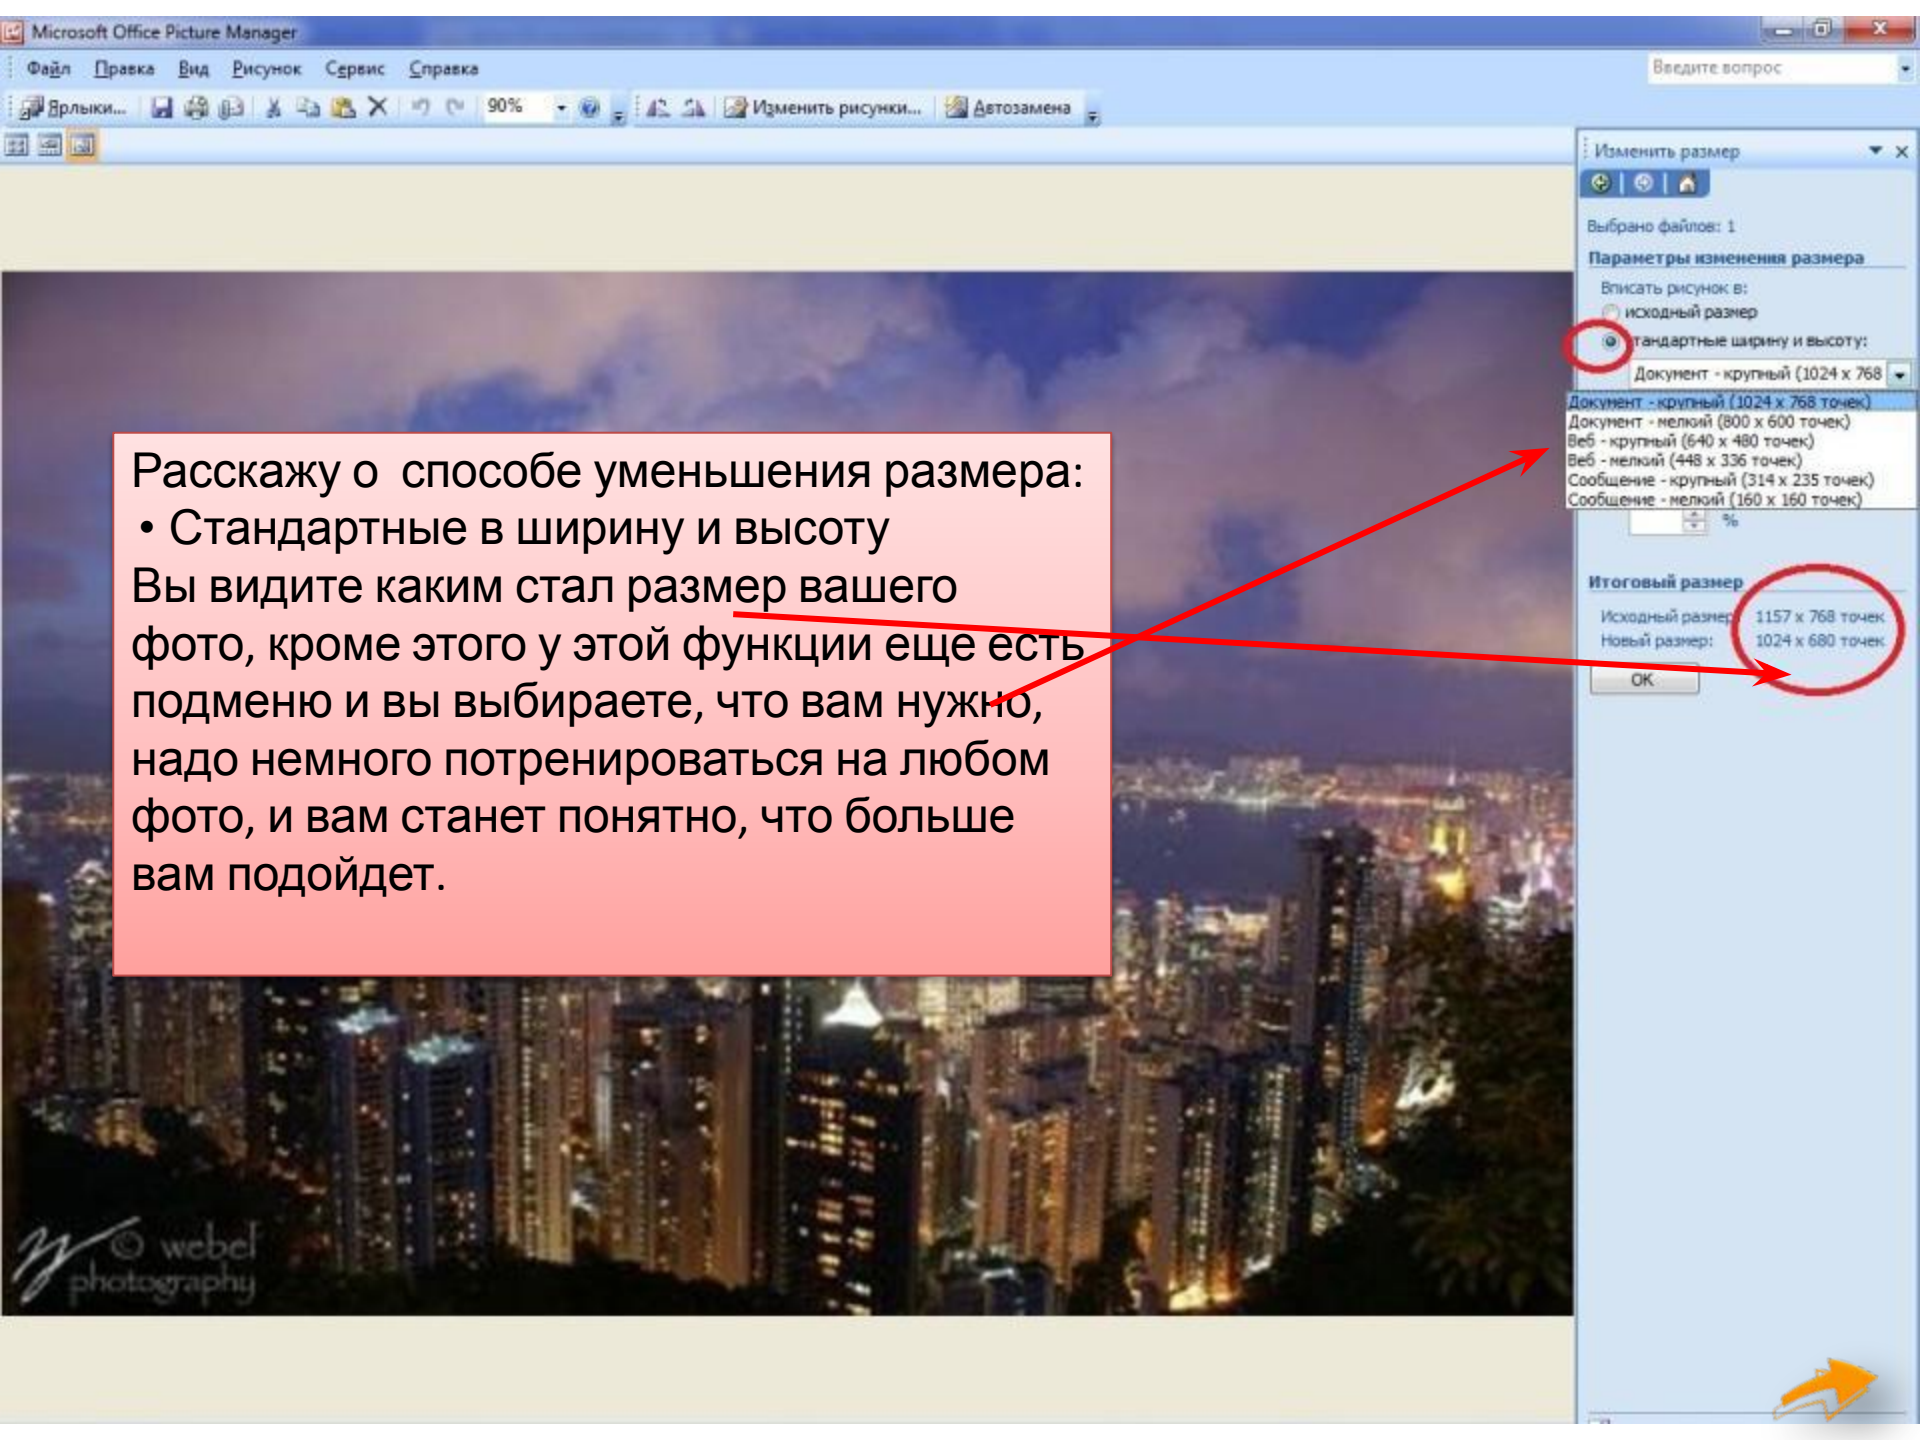 Microsoft Office Picture Manager
Файл Правка Вид Рисунок Сервис Справка
Введите вопрос
Ярлыки... 90% Изменить рисунки... Автозамена
Изменить размер
Выбрано файлов: 1
Параметры изменения размера
Вписать рисунок в:
исходный размер
тандартные ширину и высоту:
Документ - крупный (1024 x 768
Документ - крупный (1024 x 768 точек)
Документ - мелкий (800 x 600 точек)
Веб - крупный (640 x 480 точек)
Веб - мелкий (448 x 336 точек)
Сообщение - крупный (314 x 235 точек)
Сообщение - мелкий (160 x 160 точек)
%
Итоговый размер
Исходный размер 1157 x 768 точек
Новый размер: 1024 x 680 точек
OK
Расскажу о способе уменьшения размера:
• Стандартные в ширину и высоту
Вы видите каким стал размер вашего
фото, кроме этого у этой функции еще есть
подменю и вы выбираете, что вам нужно,
надо немного потренироваться на любом
фото, и вам станет понятно, что больше
вам подойдет.
© webel
photography